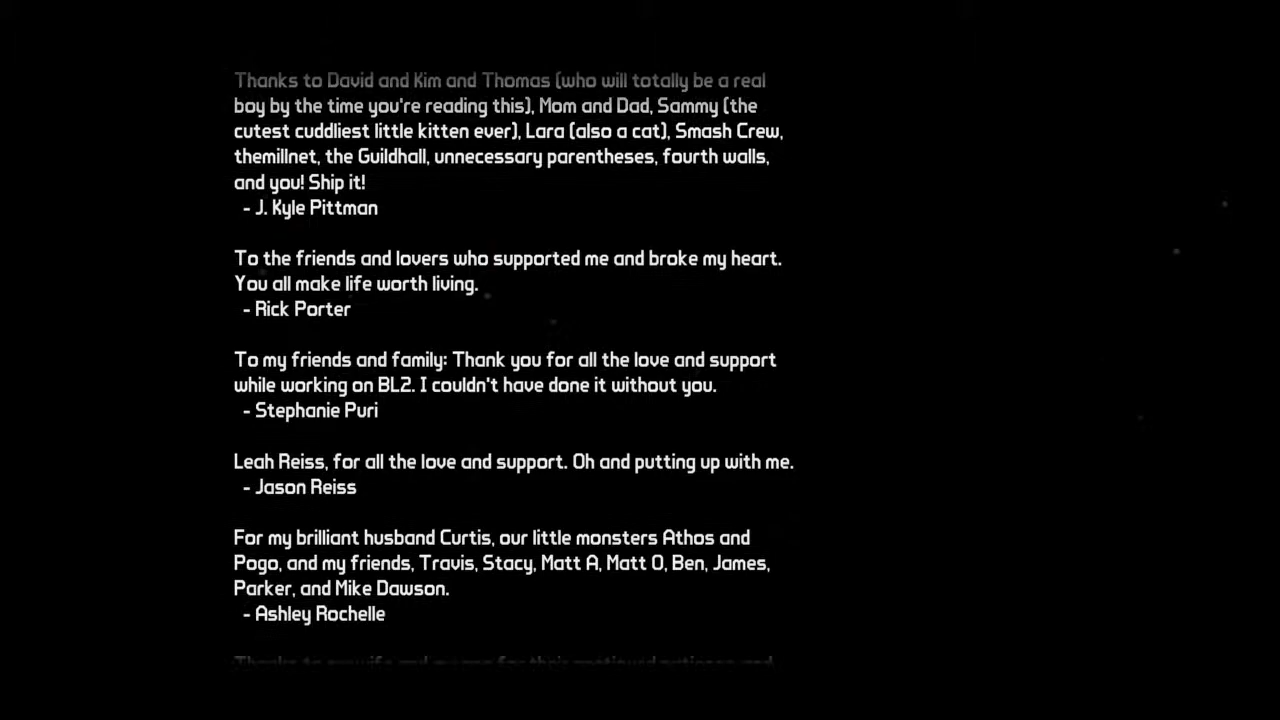 Thanks to David and Kim and Thomas (who will totally be a real
boy by the time you're reading this), Mom and Dad, Sammy (the
cutest cuddliest little kitten ever), Lara (also a cat), Smash Crew,
themillnet, the Guildhall, unnecessary parentheses, fourth walls,
and you! Ship it!
- J. Kyle Pittman
To the friends and lovers who supported me and broke my heart.
You all make life worth living.
- Rick Porter
To my friends and family: Thank you for all the love and support
while working on BL2. I couldn't have done it without you.
- Stephanie Puri
Leah Reiss, for all the love and support. Oh and putting up with me.
- Jason Reiss
For my brilliant husband Curtis, our little monsters Athos and
Pogo, and my friends, Travis, Stacy, Matt A, Matt O, Ben, James,
Parker, and Mike Dawson.
- Ashley Rochelle
Thanks to my wife and